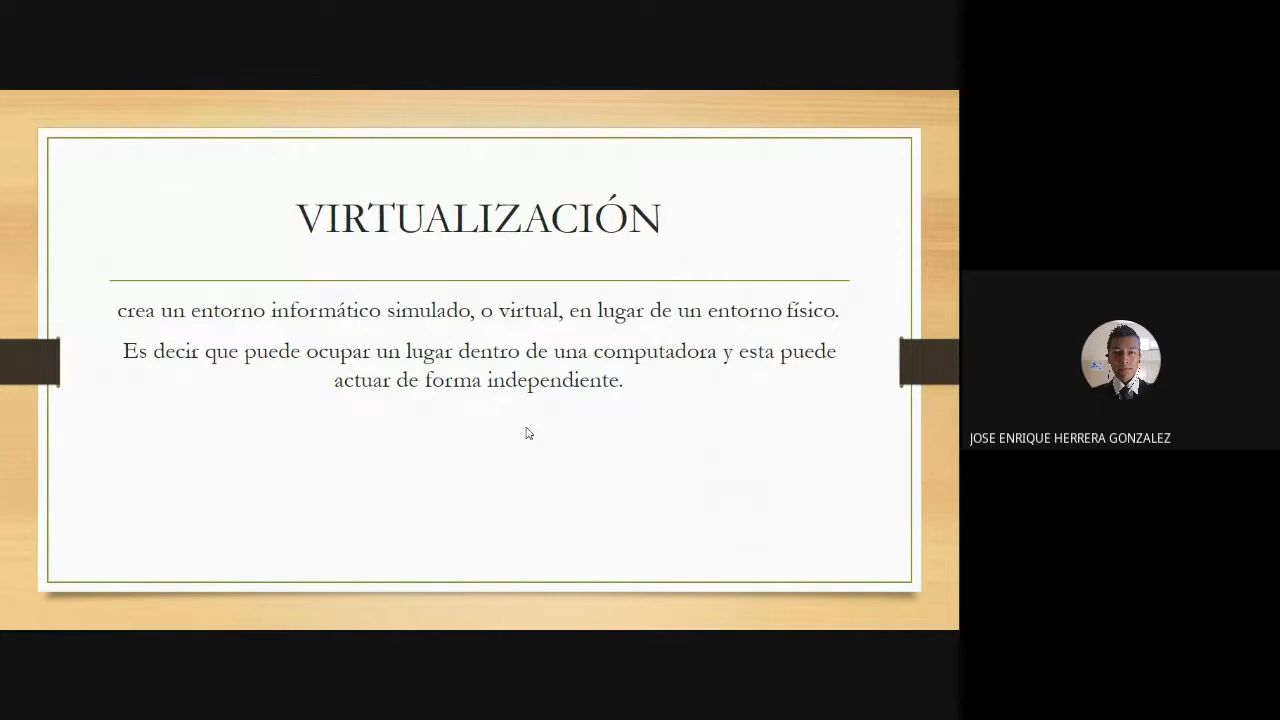 VIRTUALIZACIÓN
crea un entorno informático simulado, o virtual, en lugar de un entorno físico.
Es decir que puede ocupar un lugar dentro de una computadora y esta puede
actuar de forma independiente.
JOSE ENRIQUE HERRERA GONZALEZ